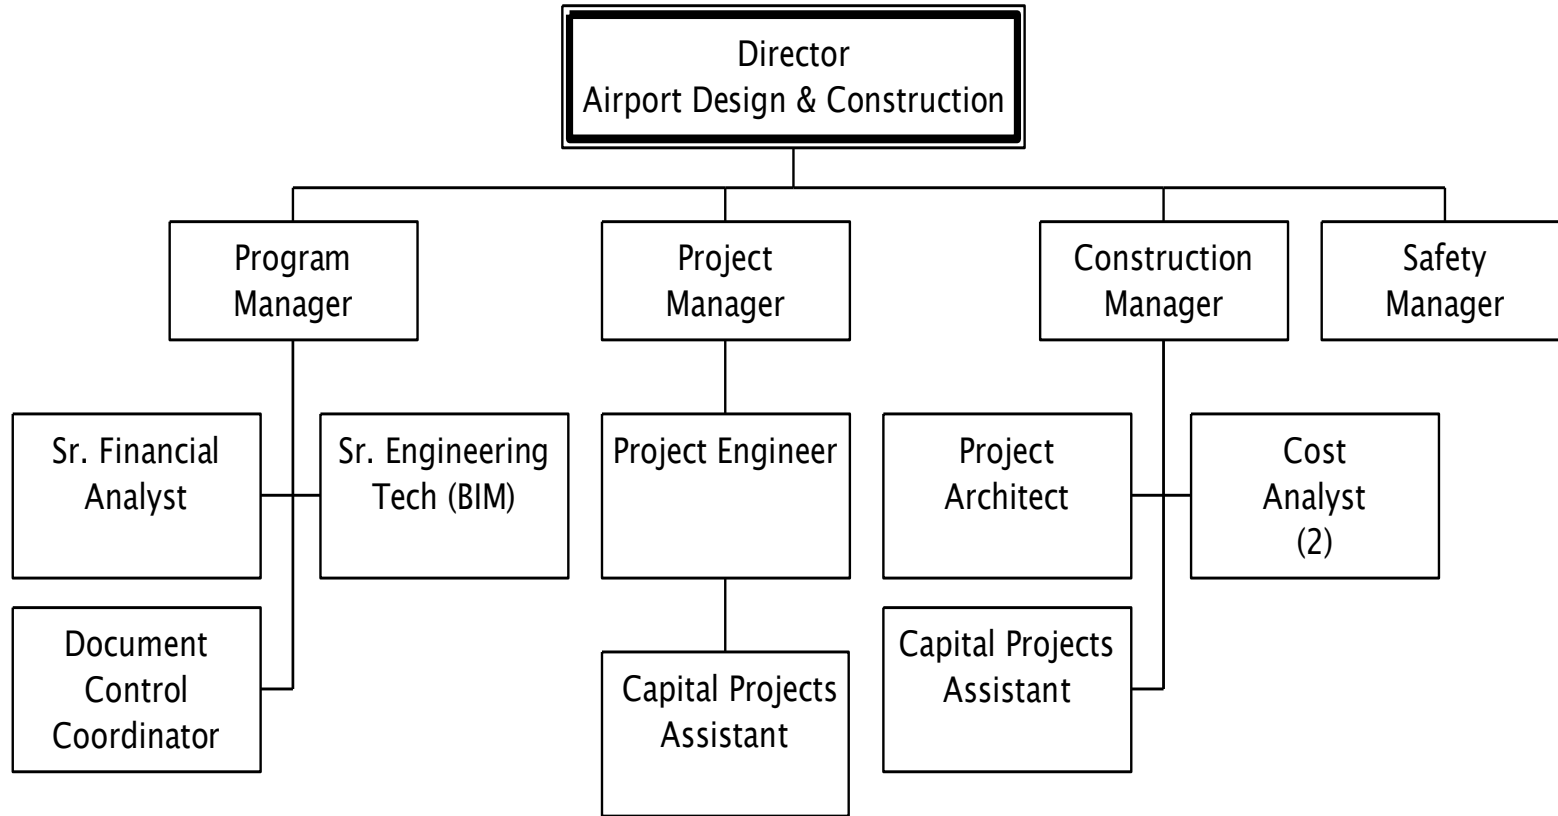 Director
Airport Design & Construction
Program
Manager
Project
Manager
Construction
Manager
Safety
Manager
Sr. Financial
Analyst
Sr. Engineering
Tech (BIM)
Project Engineer
Project
Architect
Cost
Analyst
(2)
Document
Control
Coordinator
Capital Projects
Assistant
Capital Projects
Assistant